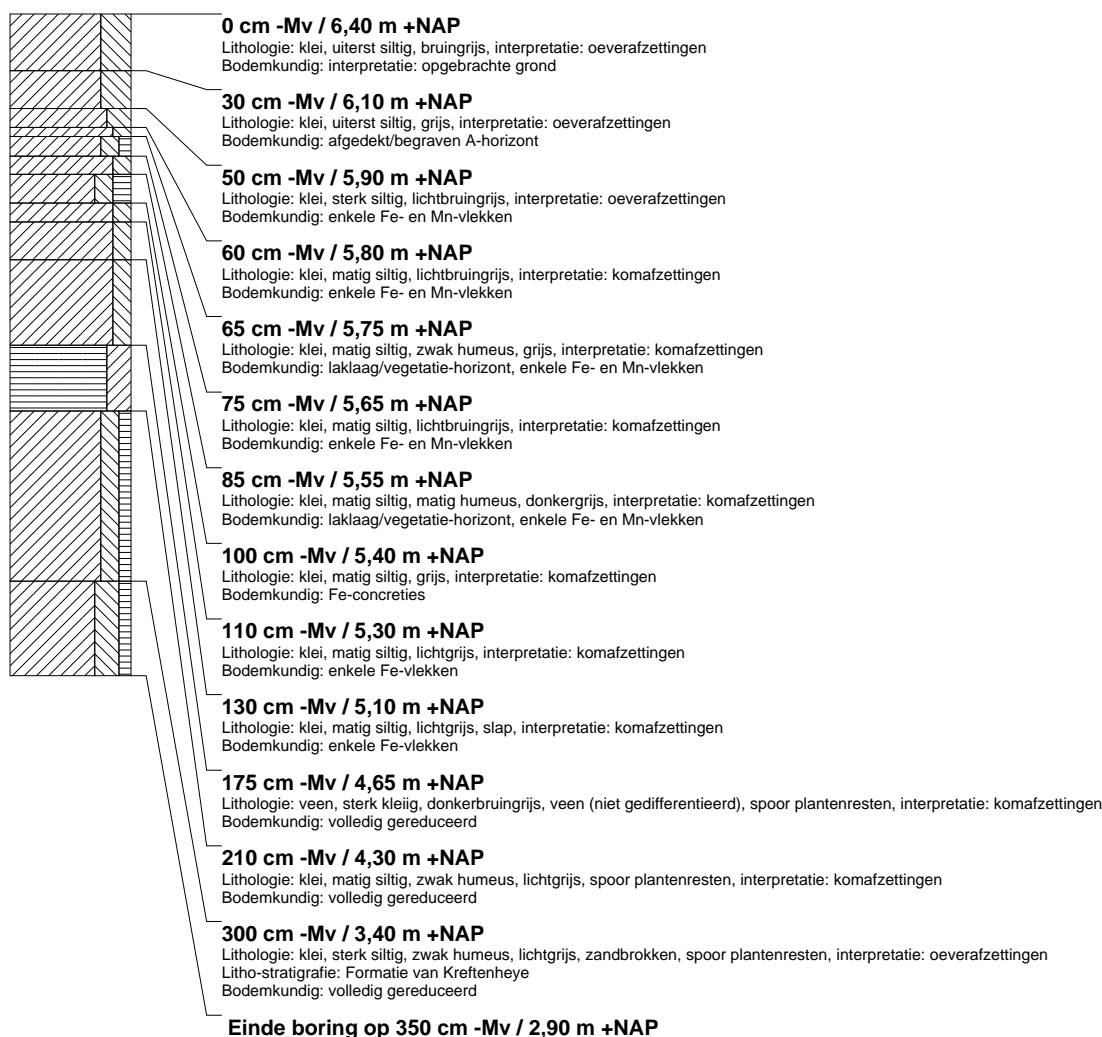 0 cm -Mv / 6,40 m +NAP
Lithologie: klei, uiterst siltig, bruingrijs, interpretatie: oeverafzettingen
Bodemkundig: interpretatie: opgebrachte grond
30 cm -Mv / 6,10 m +NAP
Lithologie: klei, uiterst siltig, grijs, interpretatie: oeverafzettingen
Bodemkundig: afgedekt/begraven A-horizont
50 cm -Mv / 5,90 m +NAP
Lithologie: klei, sterk siltig, lichtbruingrijs, interpretatie: oeverafzettingen
Bodemkundig: enkele Fe- en Mn-vlekken
60 cm -Mv / 5,80 m +NAP
Lithologie: klei, matig siltig, lichtbruingrijs, interpretatie: komafzettingen
Bodemkundig: enkele Fe- en Mn-vlekken
65 cm -Mv / 5,75 m +NAP
Lithologie: klei, matig siltig, zwak humeus, grijs, interpretatie: komafzettingen
Bodemkundig: laklaag/vegetatie-horizont, enkele Fe- en Mn-vlekken
75 cm -Mv / 5,65 m +NAP
Lithologie: klei, matig siltig, lichtbruingrijs, interpretatie: komafzettingen
Bodemkundig: enkele Fe- en Mn-vlekken
85 cm -Mv / 5,55 m +NAP
Lithologie: klei, matig siltig, matig humeus, donkergrijs, interpretatie: komafzettingen
Bodemkundig: laklaag/vegetatie-horizont, enkele Fe- en Mn-vlekken
100 cm -Mv / 5,40 m +NAP
Lithologie: klei, matig siltig, grijs, interpretatie: komafzettingen
Bodemkundig: Fe-concreties
110 cm -Mv / 5,30 m +NAP
Lithologie: klei, matig siltig, lichtgrijs, interpretatie: komafzettingen
Bodemkundig: enkele Fe-vlekken
130 cm -Mv / 5,10 m +NAP
Lithologie: klei, matig siltig, lichtgrijs, slap, interpretatie: komafzettingen
Bodemkundig: enkele Fe-vlekken
175 cm -Mv / 4,65 m +NAP
Lithologie: veen, sterk kleiig, donkerbruingrijs, veen (niet gedifferentieerd), spoor plantenresten, interpretatie: komafzettingen
Bodemkundig: volledig gereduceerd
210 cm -Mv / 4,30 m +NAP
Lithologie: klei, matig siltig, zwak humeus, lichtgrijs, spoor plantenresten, interpretatie: komafzettingen
Bodemkundig: volledig gereduceerd
300 cm -Mv / 3,40 m +NAP
Lithologie: klei, sterk siltig, zwak humeus, lichtgrijs, zandbrokken, spoor plantenresten, interpretatie: oeverafzettingen
Litho-stratigrafie: Formatie van Kreftenheye
Bodemkundig: volledig gereduceerd
Einde boring op 350 cm -Mv / 2,90 m +NAP